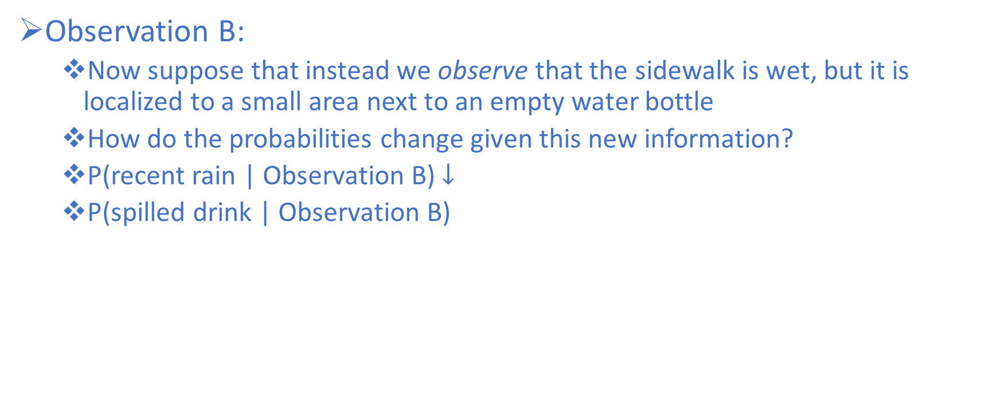 ➢Observation B:
❖Now suppose that instead we observe that the sidewalk is wet, but it is
localized to a small area next to an empty water bottle
❖How do the probabilities change given this new information?
❖P(recent rain | Observation B)↓
❖P(spilled drink | Observation B)